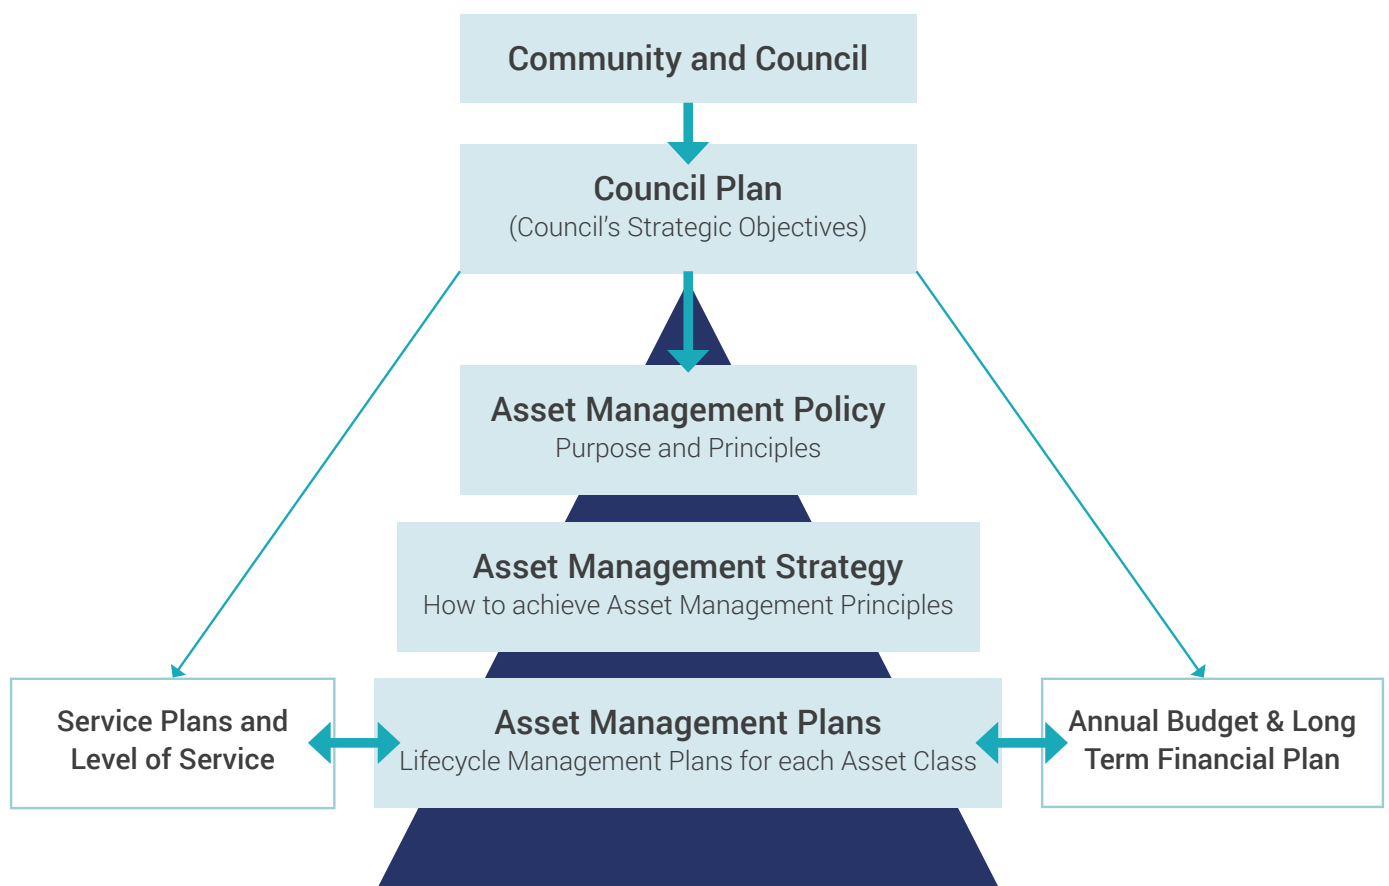 Community and Council
Council Plan
(Council’s Strategic Objectives)
Asset Management Policy
Purpose and Principles
Asset Management Strategy
How to achieve Asset Management Principles
Service Plans and
Level of Service
Asset Management Plans
Lifecycle Management Plans for each Asset Class
Annual Budget & Long
Term Financial Plan